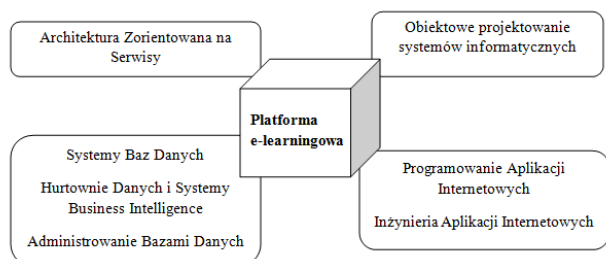 Architektura Zorientowana na
Serwisy
Obiektowe projektowanie
systemów informatycznych
Platforma
e-learningowa
Systemy Baz Danych
Hurtownie Danych i Systemy
Business Intelligence
Administrowanie Bazami Danych
Programowanie Aplikacji
Internetowych
Inżynieria Aplikacji Internetowych